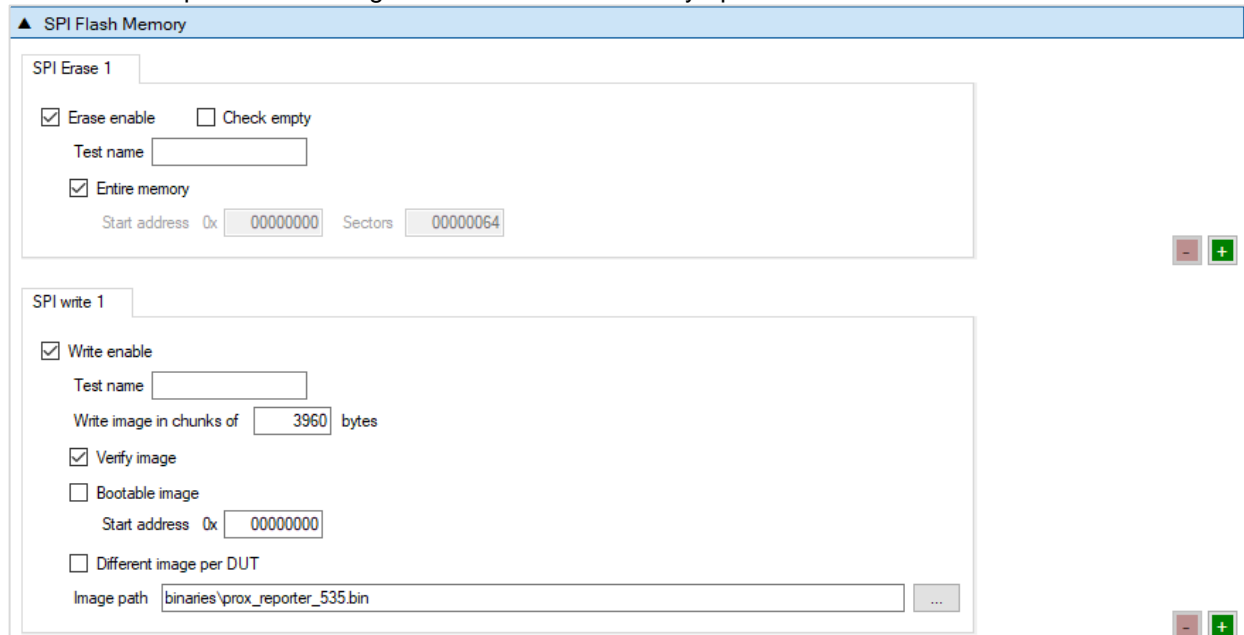 ▲ SPI Flash Memory
SPI Erase 1
Erase enable Check empty
Test name
Entire memory
Start address 0x 00000000 Sectors 00000064
- +
SPI write 1
Write enable
Test name
Write image in chunks of 3960 bytes
Verify image
Bootable image
Start address 0x 00000000
Different image per DUT
Image path binaries\prox_reporter_535.bin ...
- +